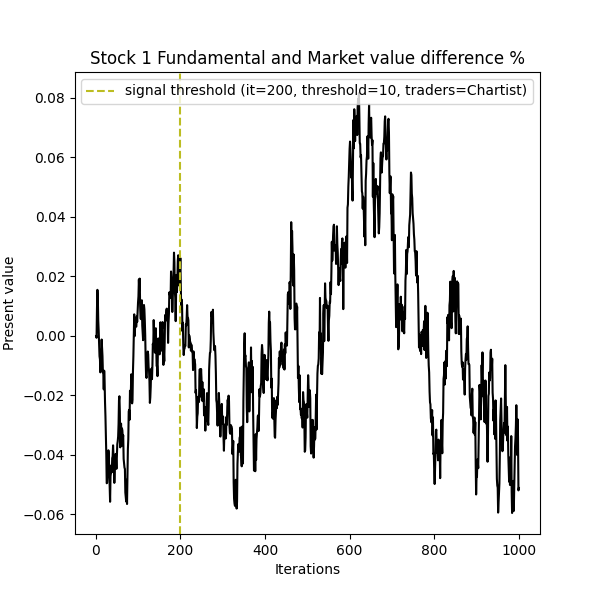 Stock 1 Fundamental and Market value difference %
signal threshold (it=200, threshold=10, traders=Chartist)
0.08
0.06
0.04
0.02
0.00
−0.02
−0.04
−0.06
Present value
0 200 400 600 800 1000
Iterations